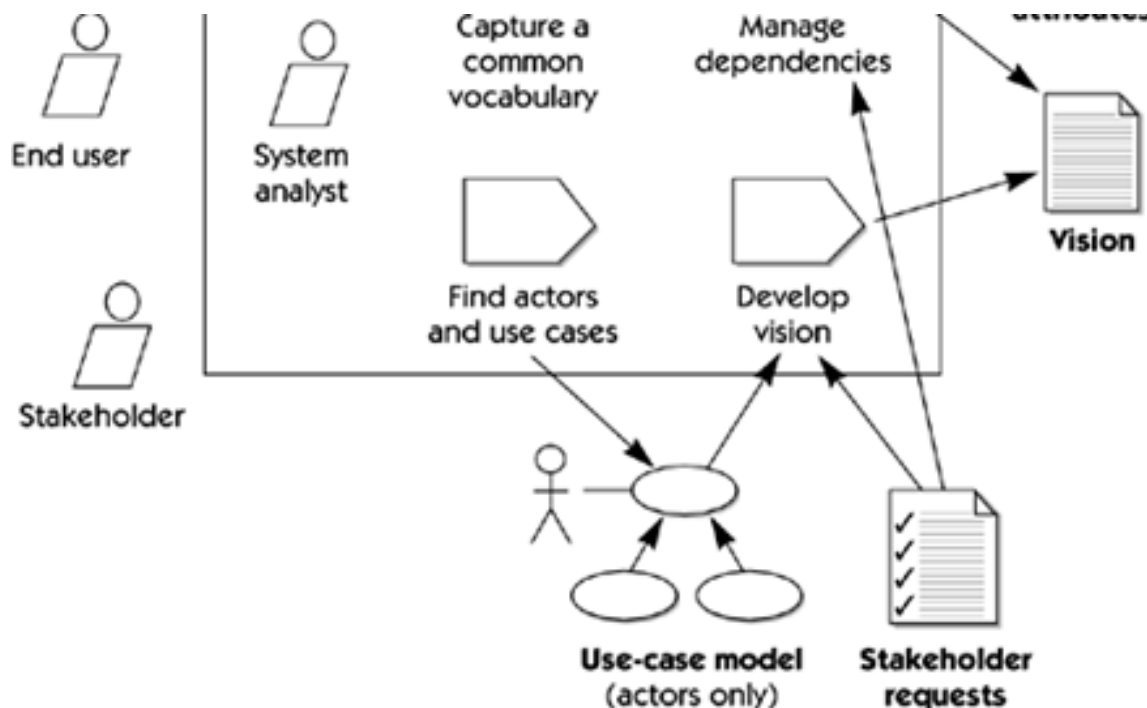 attributes
Capture a
common
vocabulary
Manage
dependencies
End user
System
analyst
Vision
Find actors
and use cases
Develop
vision
Stakeholder
Use-case model
(actors only)
Stakeholder
requests